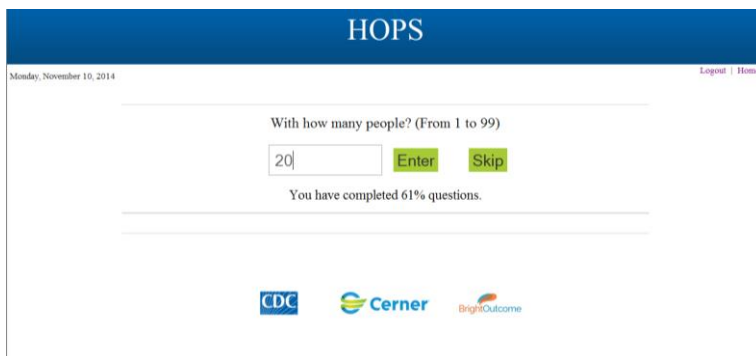 HOPS
Monday, November 10, 2014
Logout | Home
With how many people? (From 1 to 99)
20
Enter
Skip
You have completed 61% questions.
CDC
Cerner
BrightOutcome